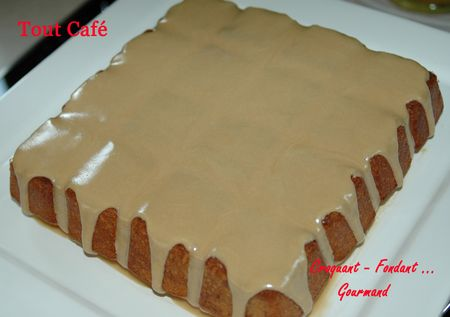 Tout Café
Croquant - Fondant ...
Gourmand